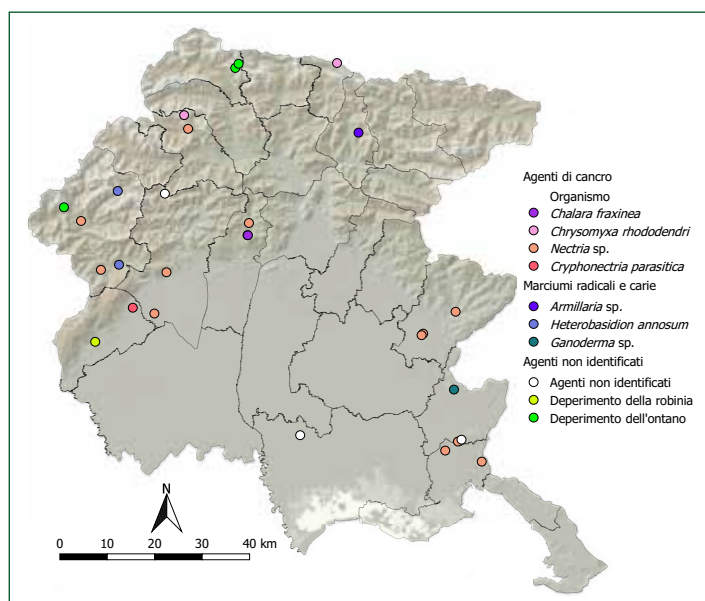 Agenti di cancro
Organismo
Chalara fraxinea
Chrysomyxa rhododendri
Nectria sp.
Cryphonectria parasitica
Marciumi radicali e carie
Armillaria sp.
Heterobasidion annosum
Ganoderma sp.
Agenti non identificati
Agenti non identificati
Deperimento della robinia
Deperimento dell'ontano
N
0 10 20 30 40 km